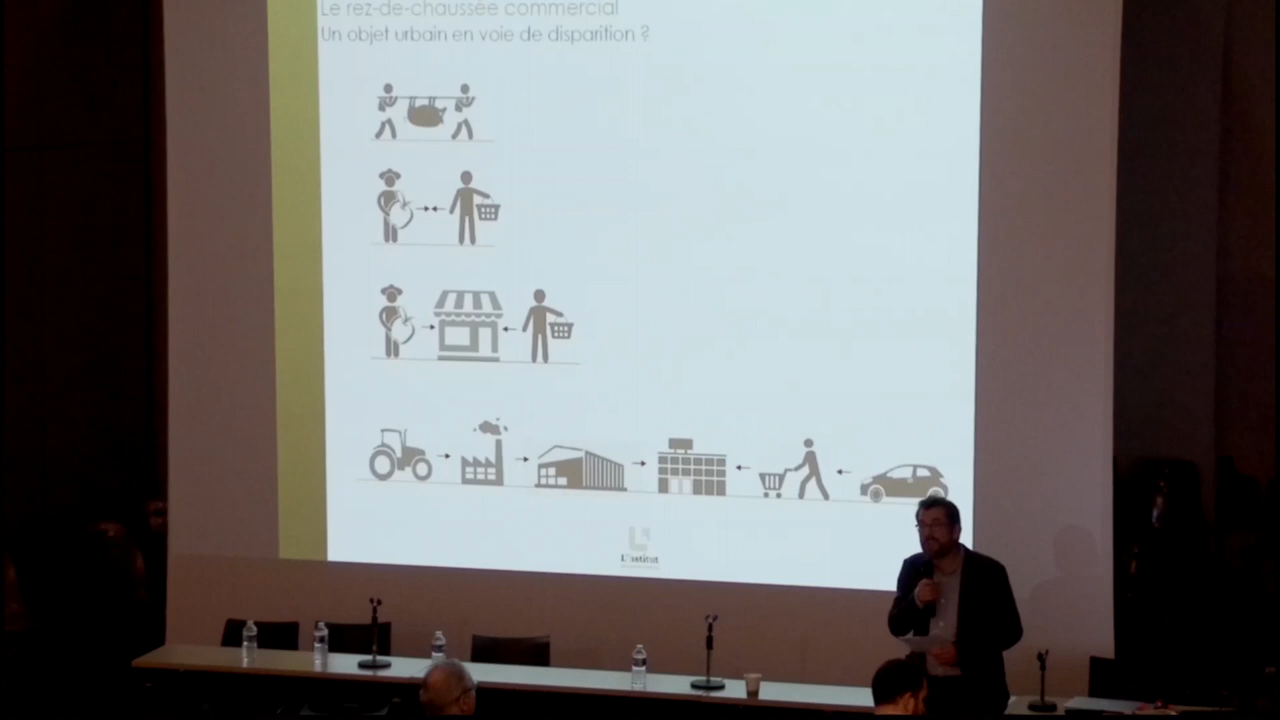 Le rez-de-chaussée commercial
Un objet urbain en voie de disparition ?
L'institut